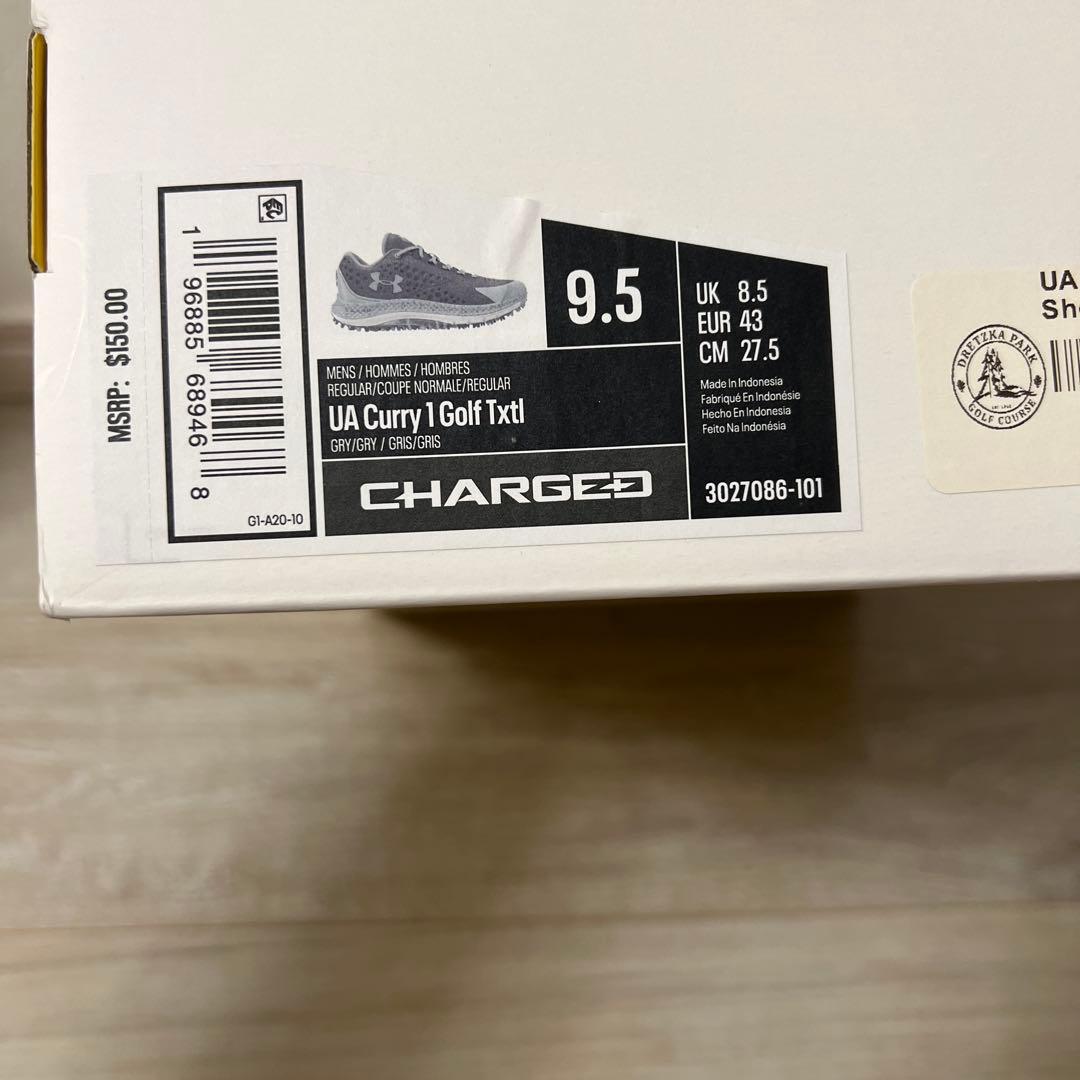 MSRP: $150.00
1 96885 68946 8
G1-A20-10
MENS / HOMMES / HOMBRES
REGULAR/COUPE NORMALE/REGULAR
UA Curry 1 Golf Txtl
GRY/GRY / GRIS/GRIS
CHARGED
9.5
UK 8.5
EUR 43
CM 27.5
Made In Indonesia
Fabriqué En Indonésie
Hecho En Indonesia
Feito Na Indonésia
3027086-101
UA
DRETZKA PARK
GOLF COURSE